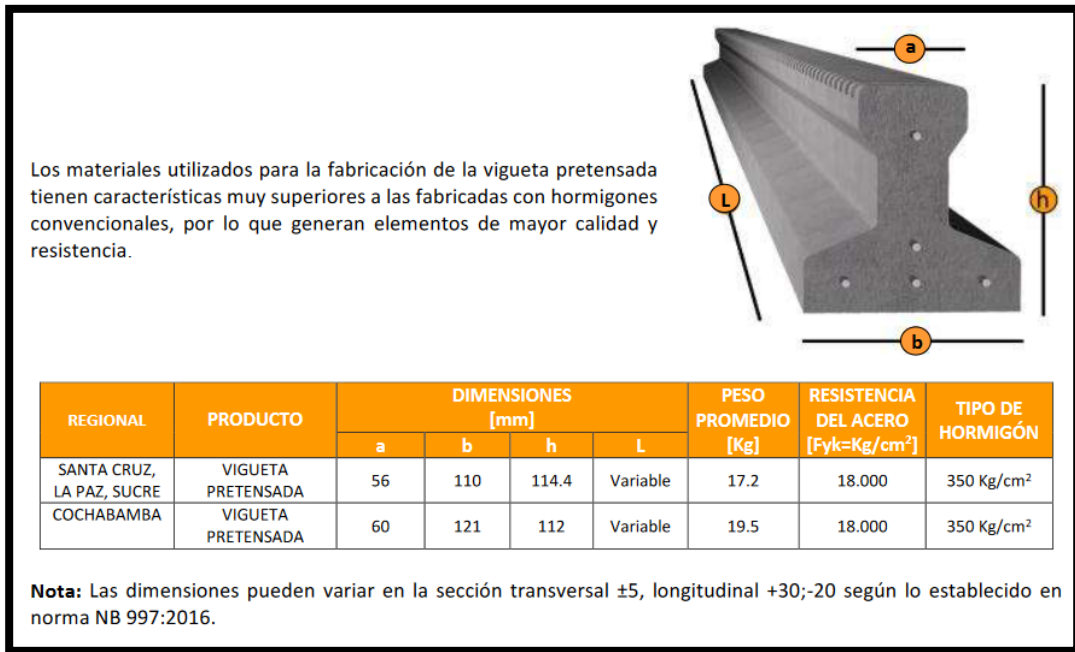 a
Los materiales utilizados para la fabricación de la vigueta pretensada
tienen características muy superiores a las fabricadas con hormigones
convencionales, por lo que generan elementos de mayor calidad y
resistencia.
L
h
b
REGIONAL PRODUCTO DIMENSIONES [mm] PESO PROMEDIO [Kg] RESISTENCIA DEL ACERO [Fyk=Kg/cm²] TIPO DE HORMIGÓN
a b h L
SANTA CRUZ, LA PAZ, SUCRE VIGUETA PRETENSADA 56 110 114.4 Variable 17.2 18.000 350 Kg/cm²
COCHABAMBA VIGUETA PRETENSADA 60 121 112 Variable 19.5 18.000 350 Kg/cm²
Nota: Las dimensiones pueden variar en la sección transversal ±5, longitudinal +30;-20 según lo establecido en
norma NB 997:2016.